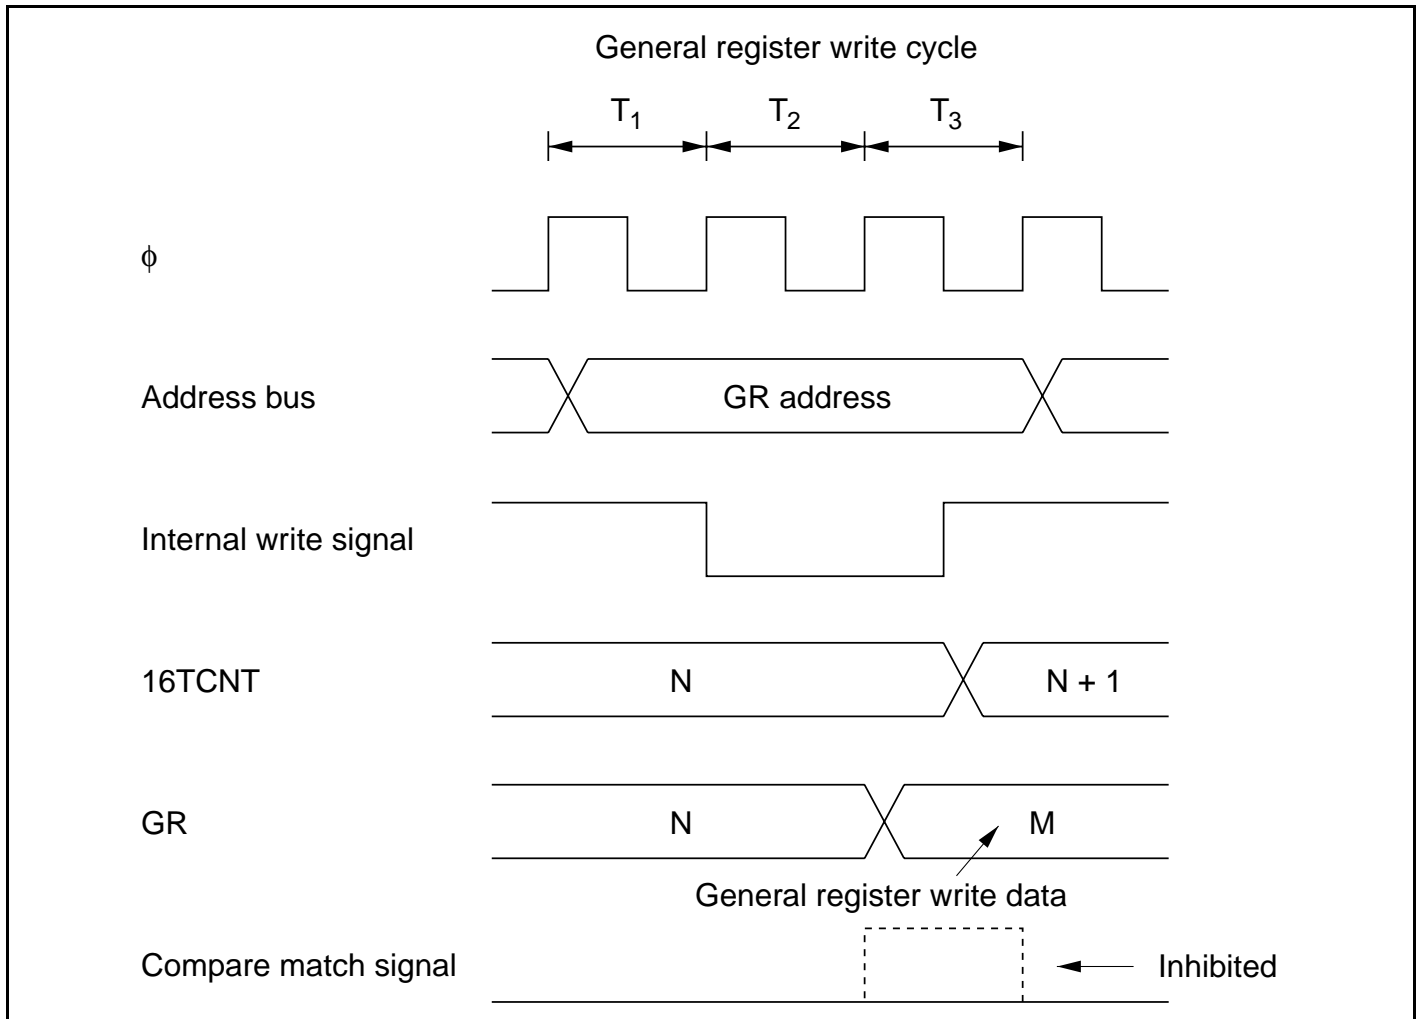 General register write cycle
T1 T2 T3
φ
Address bus GR address
Internal write signal
16TCNT N N + 1
GR N M
General register write data
Compare match signal Inhibited